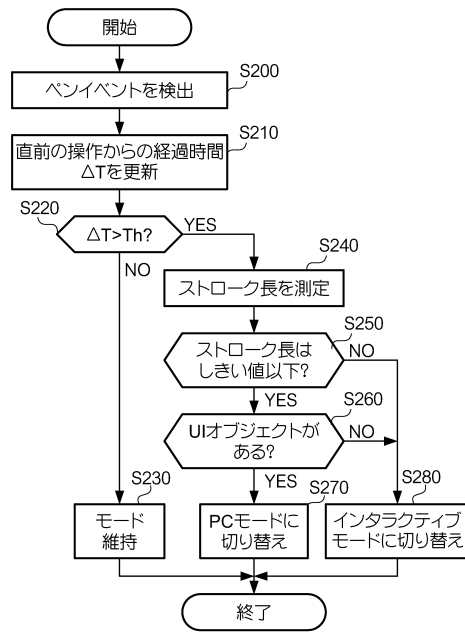 開始
S200
ペンイベントを検出
S210
直前の操作からの経過時間
ΔTを更新
S220
ΔT>Th?
YES
NO
S240
ストローク長を測定
S250
ストローク長は
しきい値以下?
NO
YES
S260
UIオブジェクトが
ある?
NO
YES
S230
モード
維持
S270
PCモードに
切り替え
S280
インタラクティブ
モードに切り替え
終了